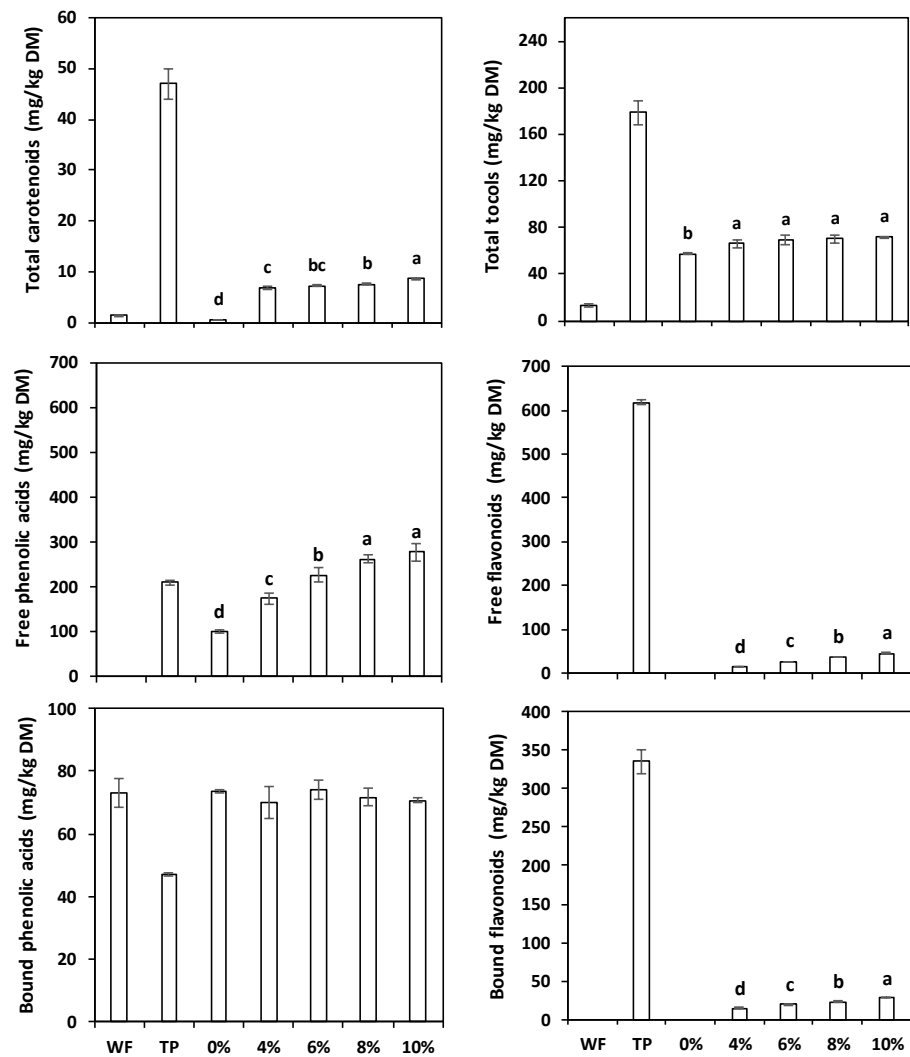 Total carotenoids (mg/kg DM)
60
50
40
30
20
10
0
d
c
bc
b
a
Total tocols (mg/kg DM)
240
200
160
120
80
40
0
b
a
a
a
a
Free phenolic acids (mg/kg DM)
700
600
500
400
300
200
100
0
d
c
b
a
a
Free flavonoids (mg/kg DM)
700
600
500
400
300
200
100
0
d
c
b
a
Bound phenolic acids (mg/kg DM)
100
80
60
40
20
0
WF TP 0% 4% 6% 8% 10%
Bound flavonoids (mg/kg DM)
400
350
300
250
200
150
100
50
0
d
c
b
a
WF TP 0% 4% 6% 8% 10%